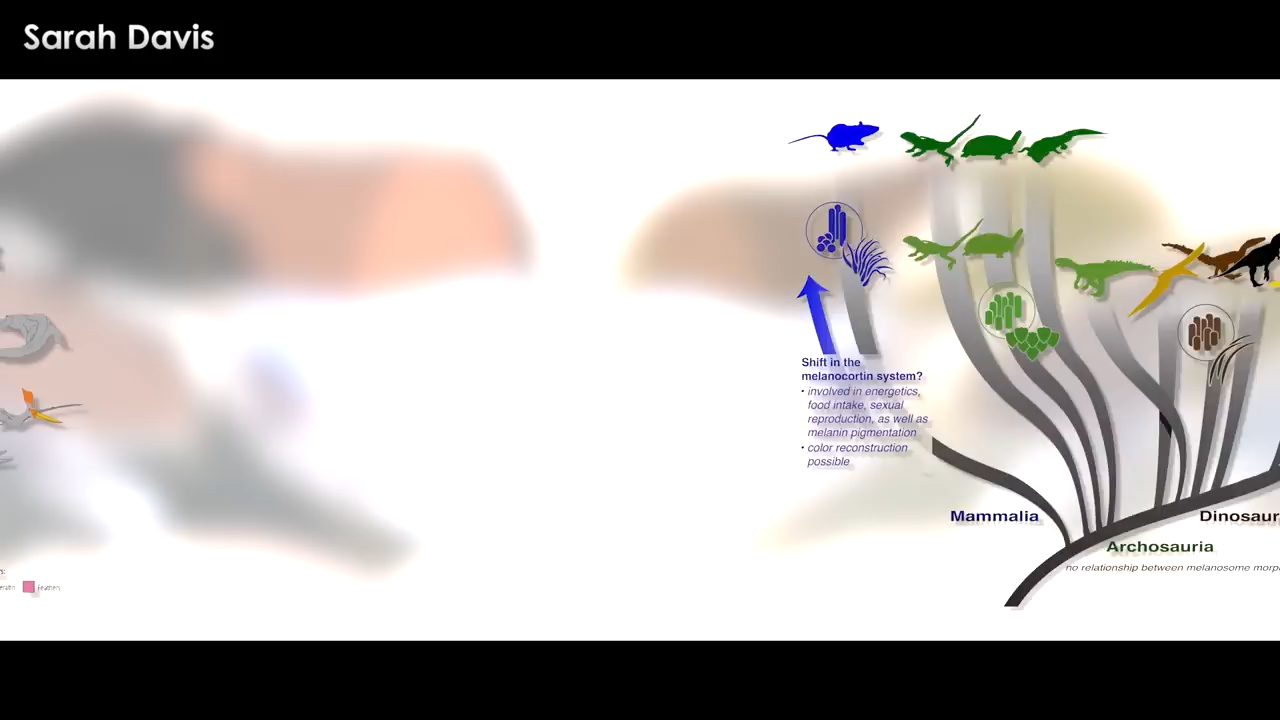 Sarah Davis
Shift in the
melanocortin system?
• involved in energetics,
food intake, sexual
reproduction, as well as
melanin pigmentation
• color reconstruction
possible
Mammalia
Dinosaur
Archosauria
no relationship between melanosome morp
feathers